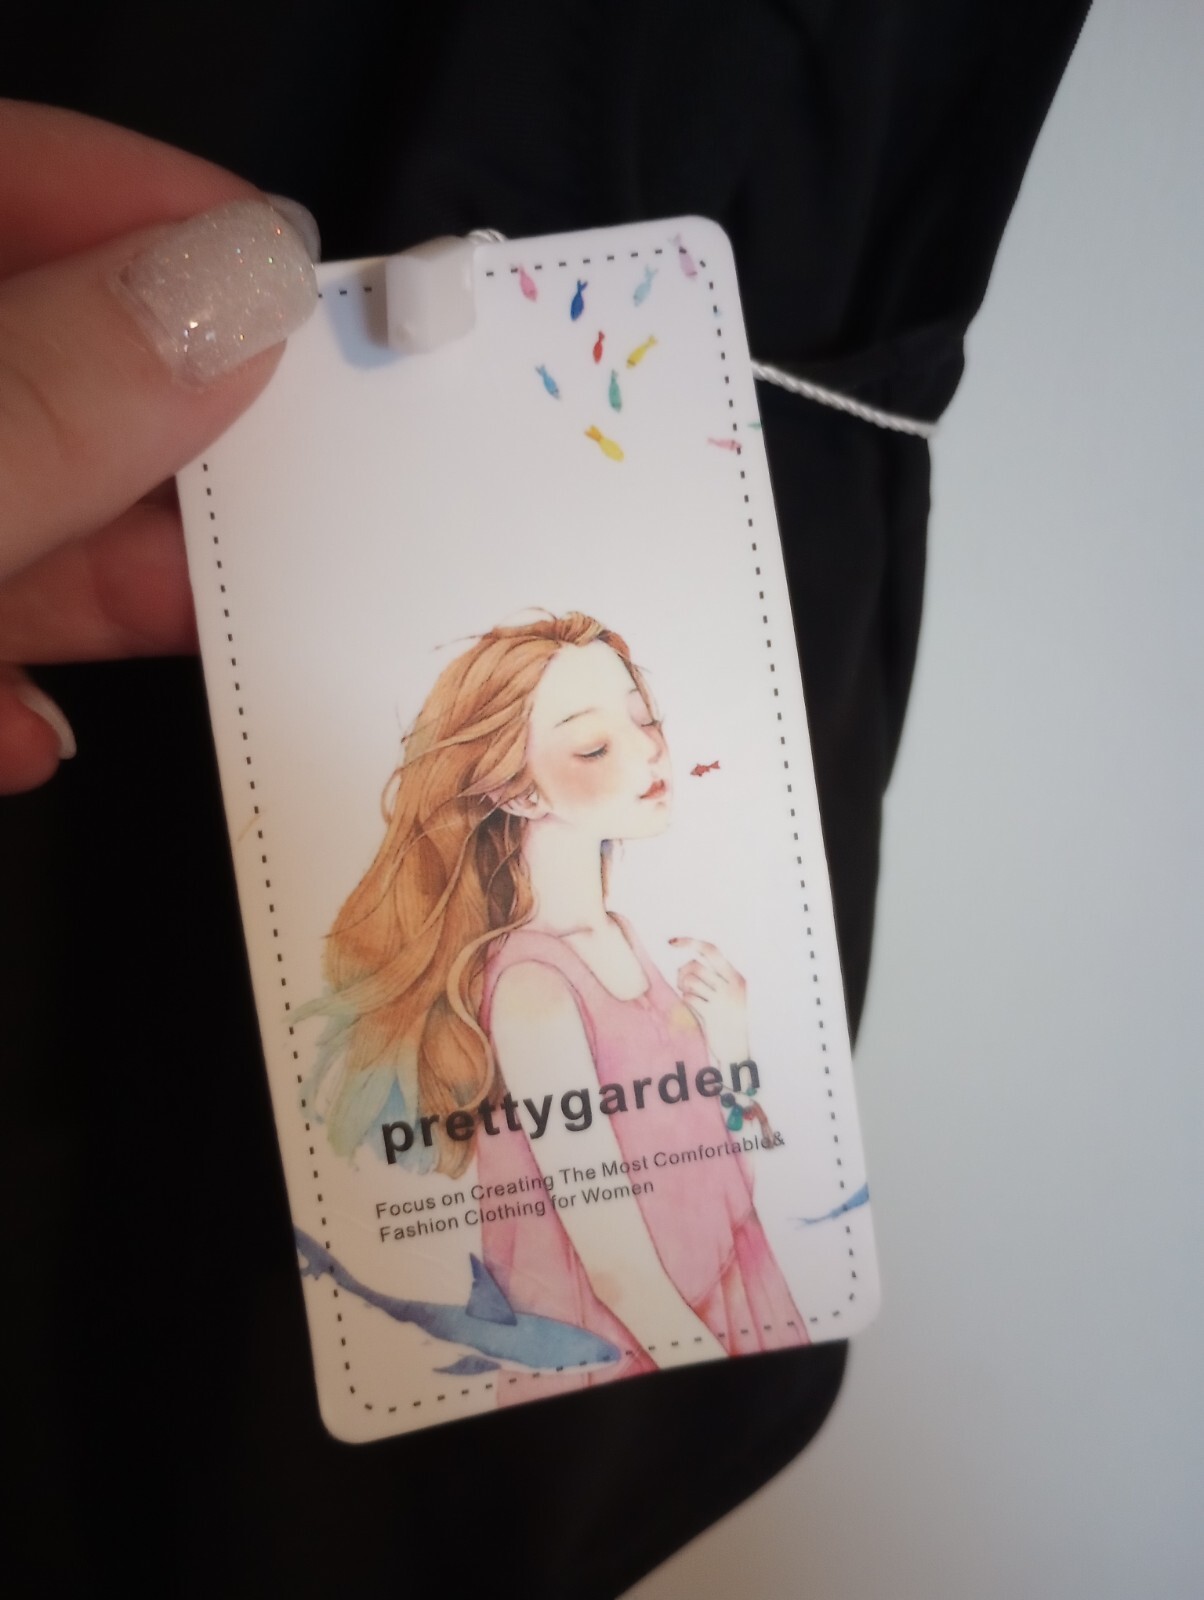 prettygarden
Focus on Creating The Most Comfortable&
Fashion Clothing for Women